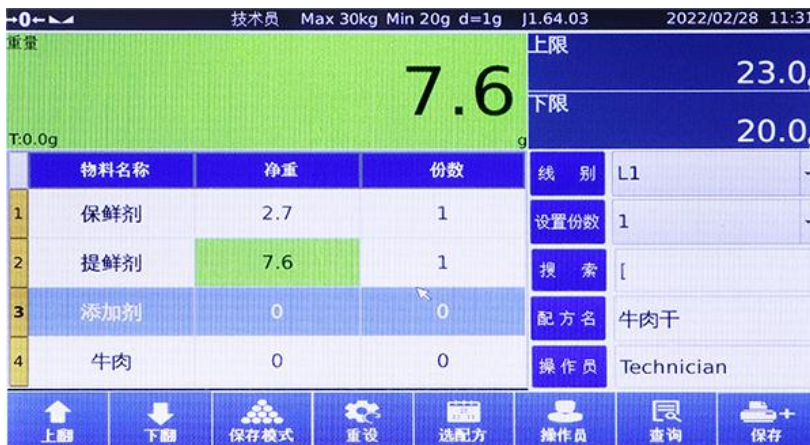 →0← 技术员 Max 30kg Min 20g d=1g J1.64.03 2022/02/28 11:31
重量
7.6
T:0.0g
g
上限
23.0
下限
20.0
物料名称 净重 份数
1 保鲜剂 2.7 1
2 提鲜剂 7.6 1
3 添加剂 0 0
4 牛肉 0 0
线 别 L1
设置份数 1
搜 索 [
配方名 牛肉干
操作员 Technician
上翻 下翻 保存模式 重设 选配方 操作员 查询 保存